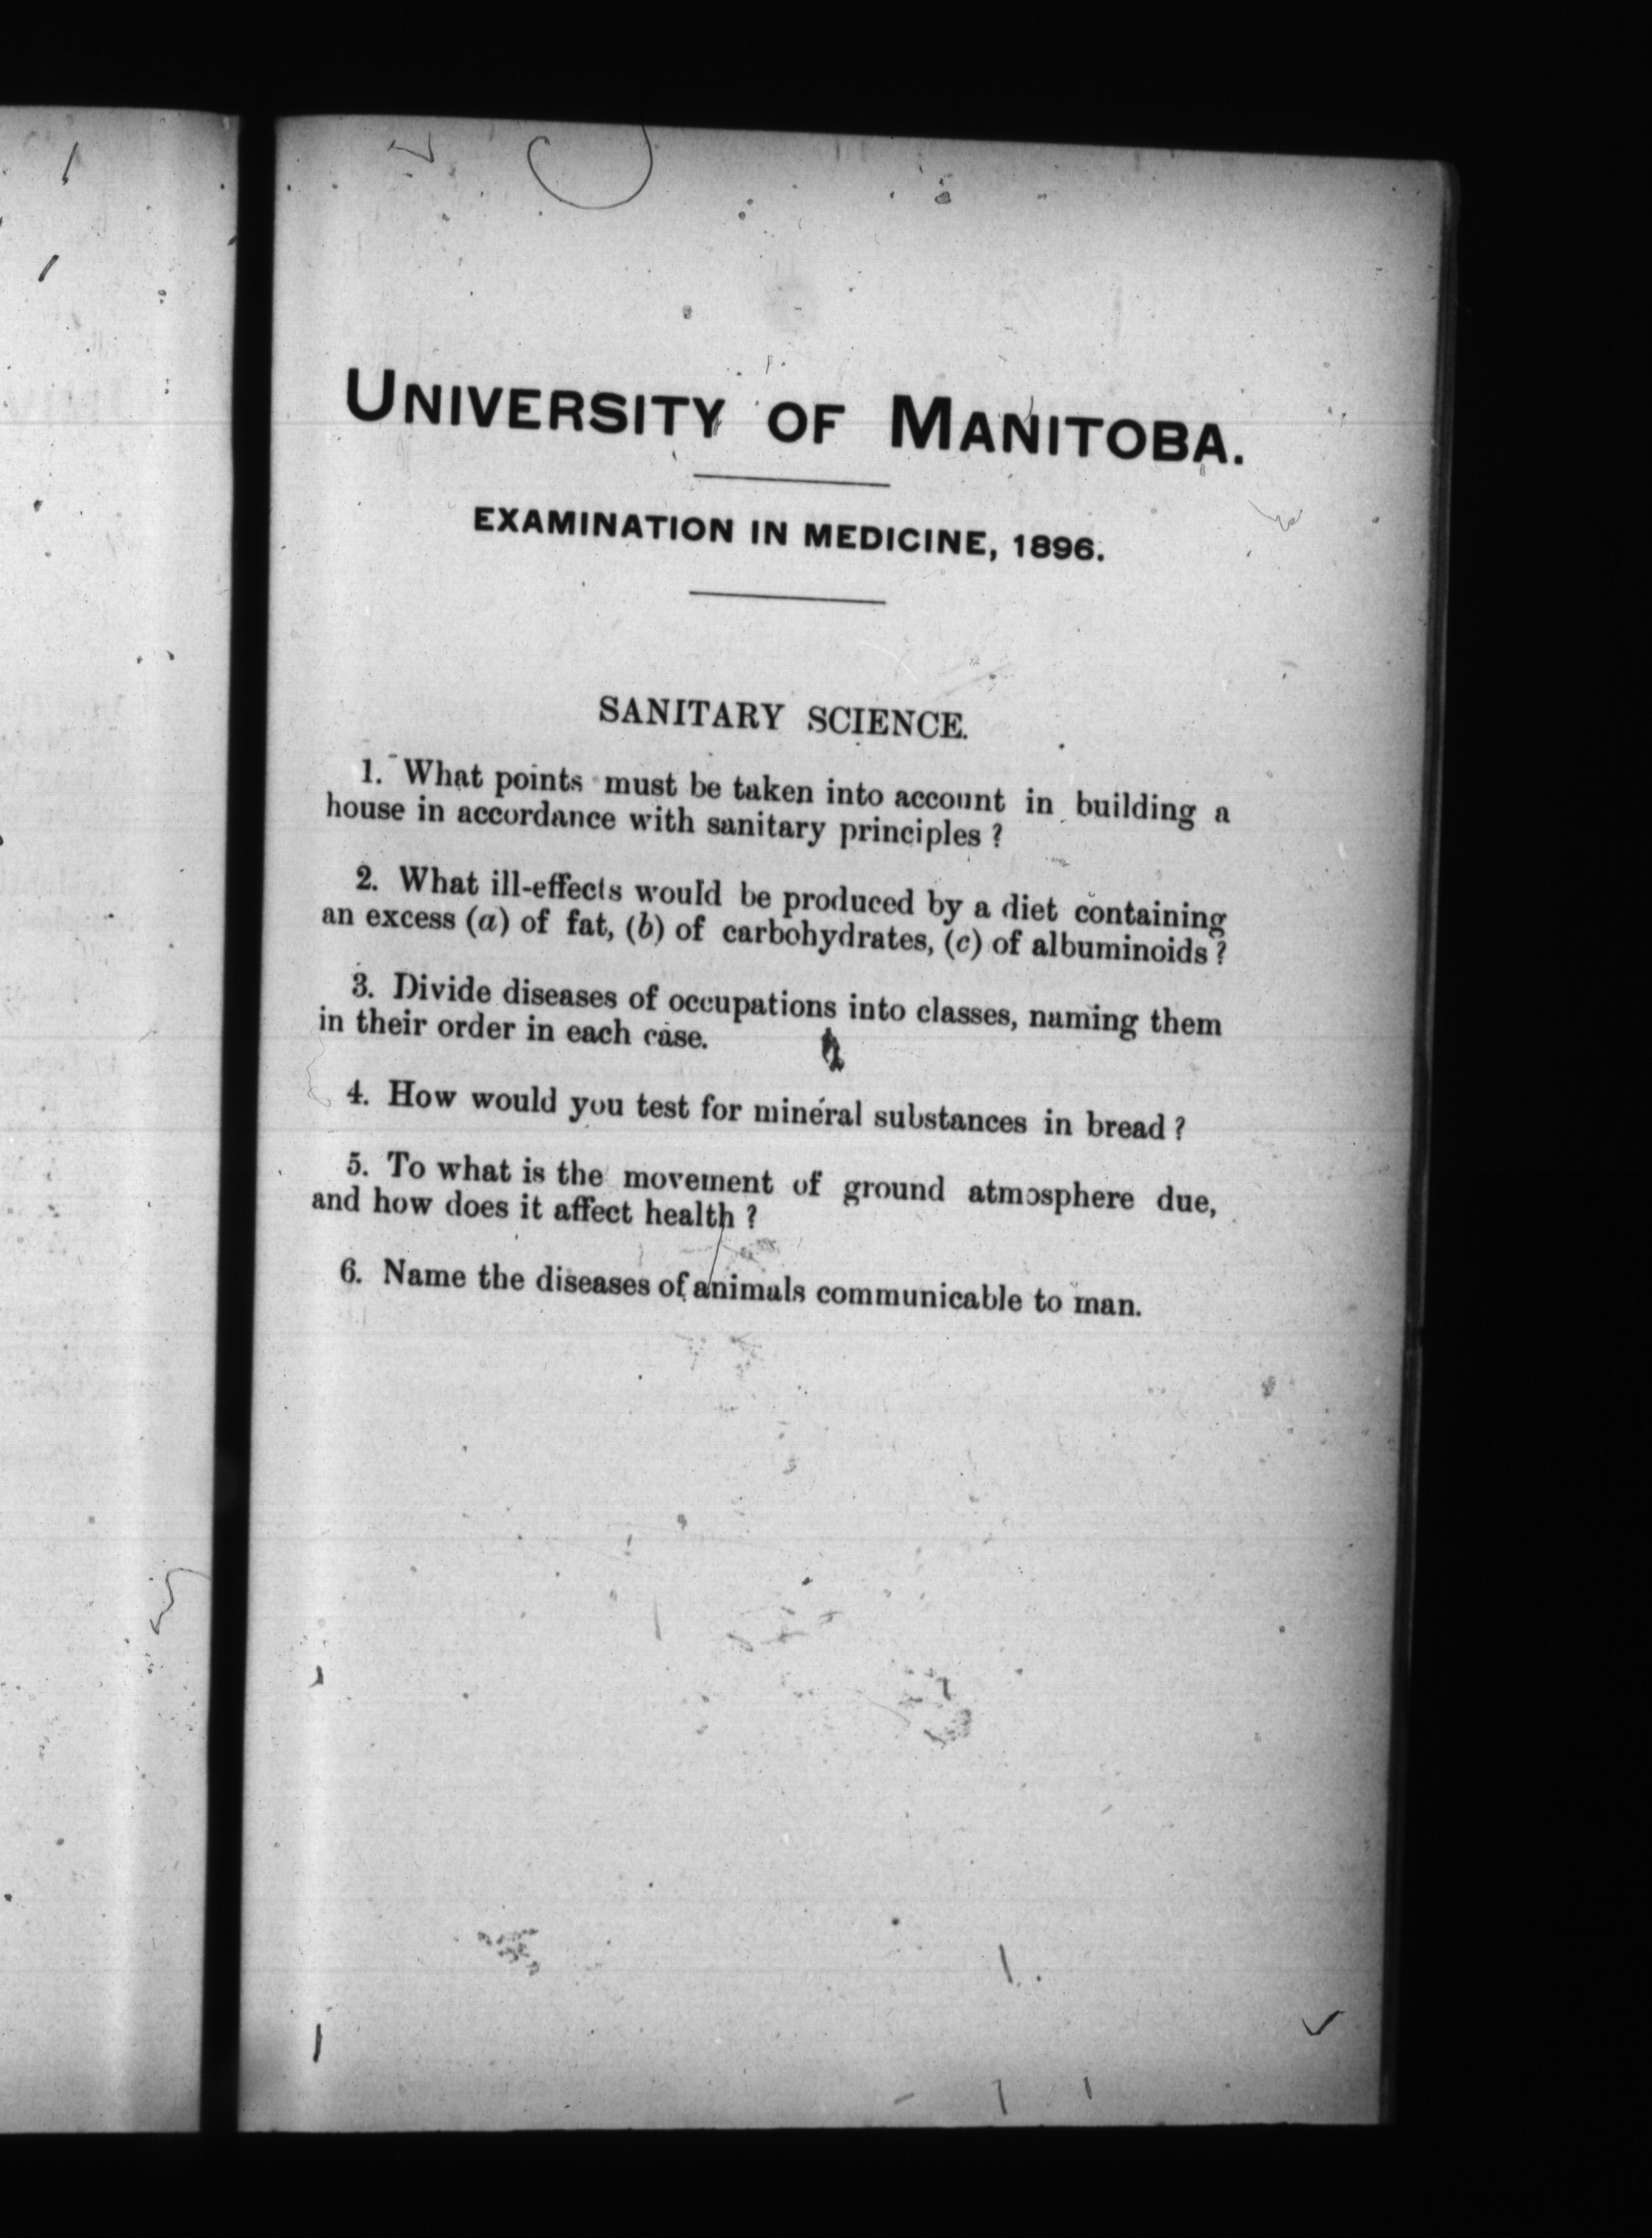 UNIVERSITY OF MANITOBA.
EXAMINATION IN MEDICINE, 1896.
SANITARY SCIENCE.
1. What points must be taken into account in building a
house in accordance with sanitary principles ?
2. What ill-effects would be produced by a diet containing
an excess (a) of fat, (b) of carbohydrates, (c) of albuminoids ?
3. Divide diseases of occupations into classes, naming them
in their order in each case.
4. How would you test for mineral substances in bread ?
5. To what is the movement of ground atmosphere due,
and how does it affect health ?
6. Name the diseases of animals communicable to man.